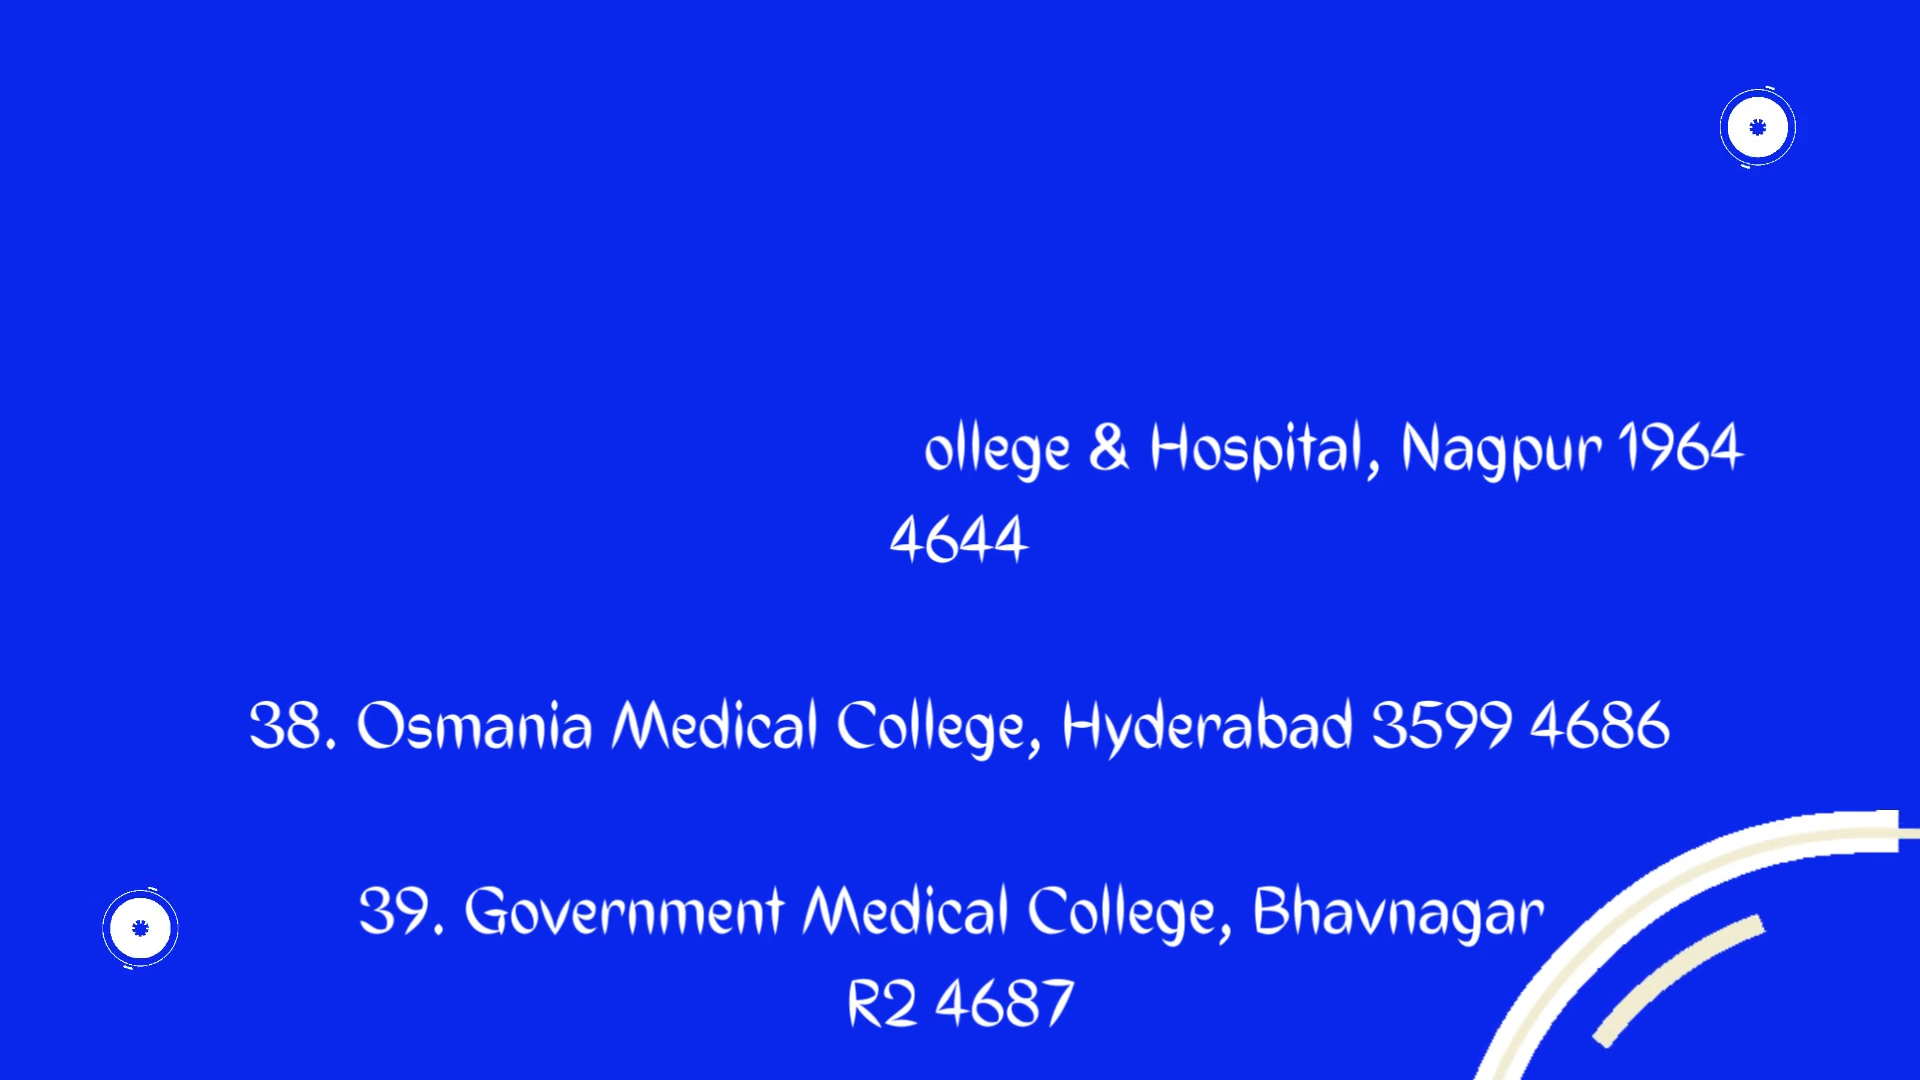 ollege & Hospital, Nagpur 1964
4644
38. Osmania Medical College, Hyderabad 3599 4686
39. Government Medical College, Bhavnagar
R2 4687